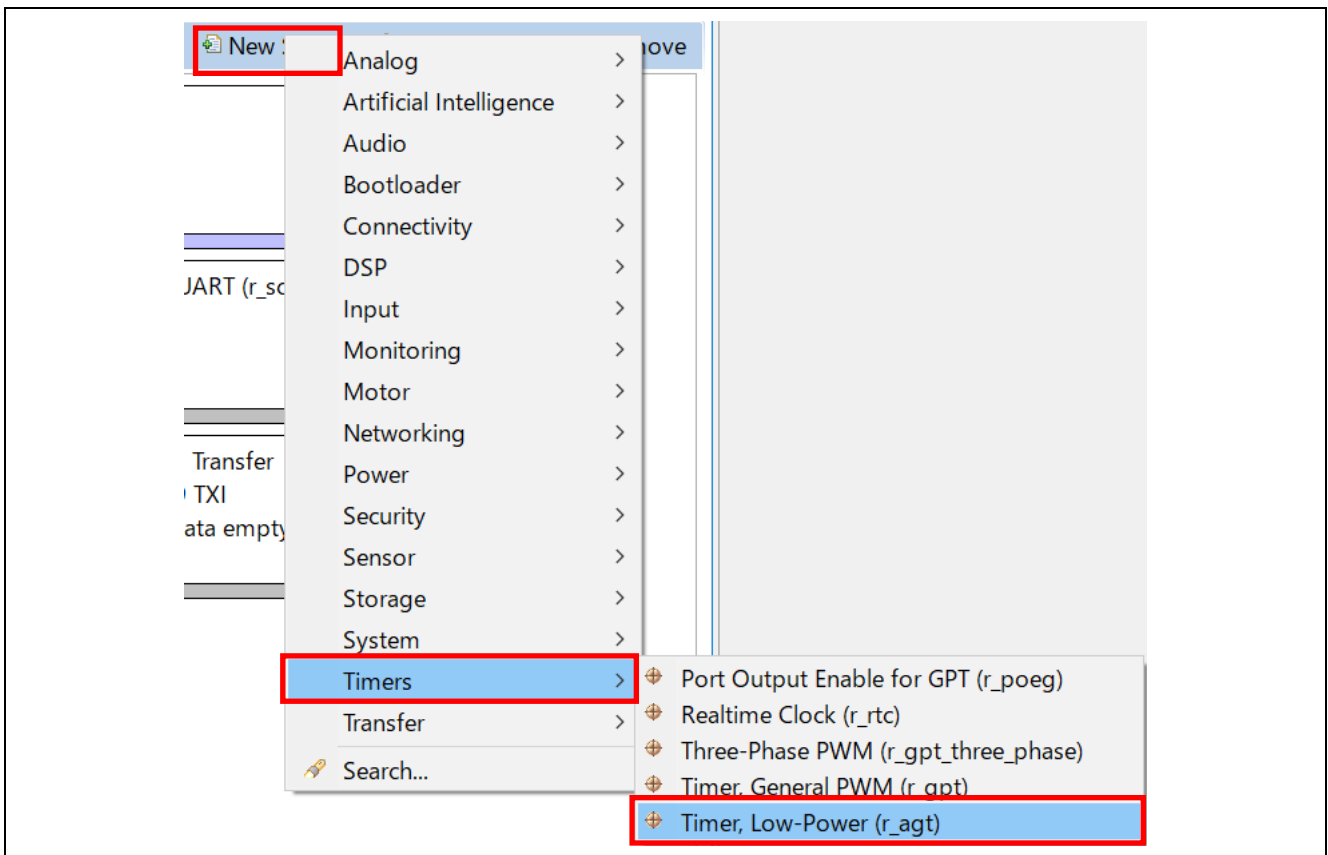 New
ove
Analog
Artificial Intelligence
Audio
Bootloader
Connectivity
DSP
UART (r_sc
Input
Monitoring
Motor
Networking
Transfer
Power
TXI
Security
ata empty
Sensor
Storage
System
Timers
Transfer
Search...
Port Output Enable for GPT (r_poeg)
Realtime Clock (r_rtc)
Three-Phase PWM (r_gpt_three_phase)
Timer, General PWM (r_gpt)
Timer, Low-Power (r_agt)